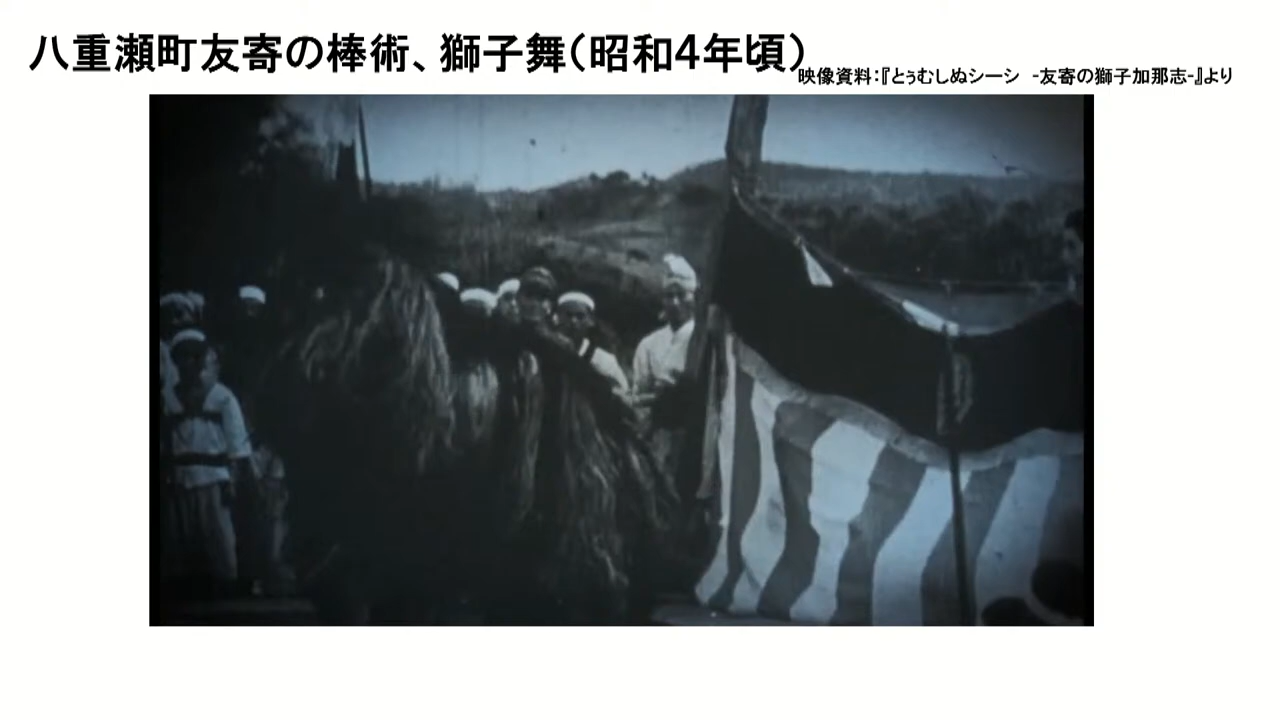 八重瀬町友寄の棒術、獅子舞（昭和４年頃）
映像資料：『とぅむしぬシーシ　-友寄の獅子加那志-』より